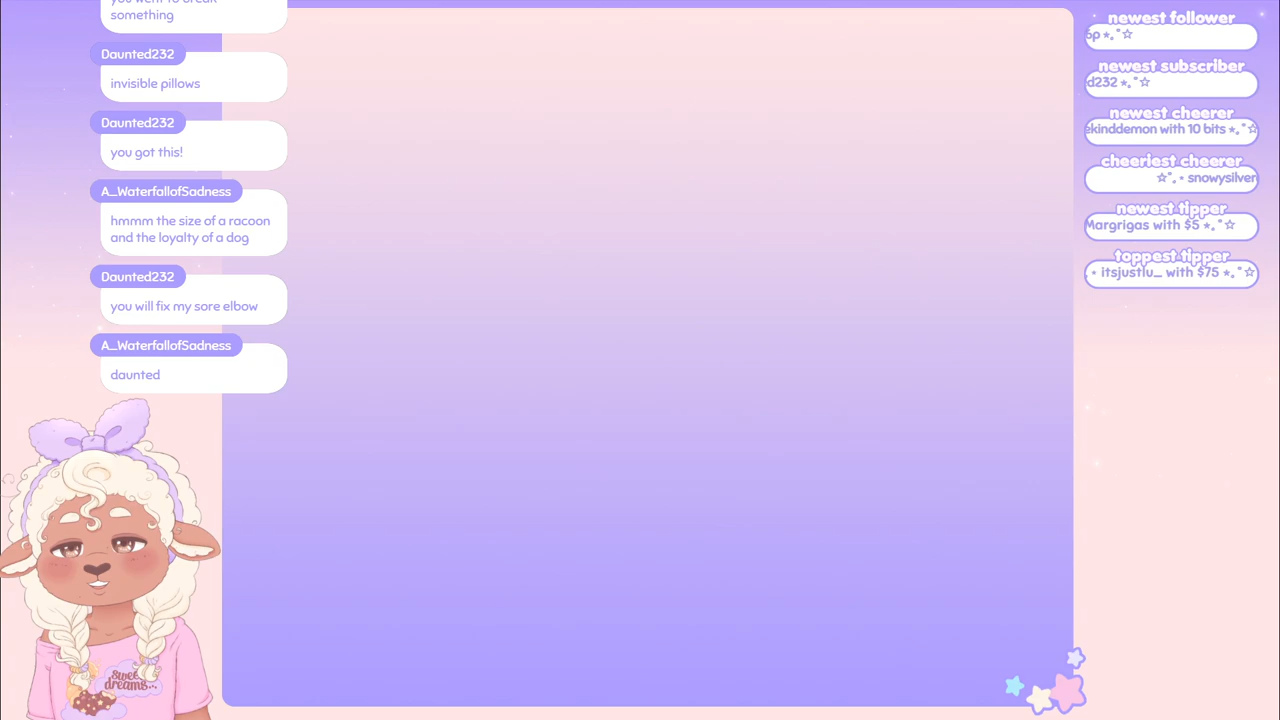 something
Daunted232
invisible pillows
Daunted232
you got this!
A_WaterfallofSadness
hmmm the size of a racoon
and the loyalty of a dog
Daunted232
you will fix my sore elbow
A_WaterfallofSadness
daunted
sweet
dreams...
newest follower
newest subscriber
d232 ⋆｡˚☆
newest cheerer
ekinddemon with 10 bits ⋆｡˚☆
cheeriest cheerer
☆˚｡⋆ snowysilver
newest tipper
Margrigas with $5 ⋆｡˚☆
toppest tipper
⋆ itsjustlu_ with $75 ⋆｡˚☆